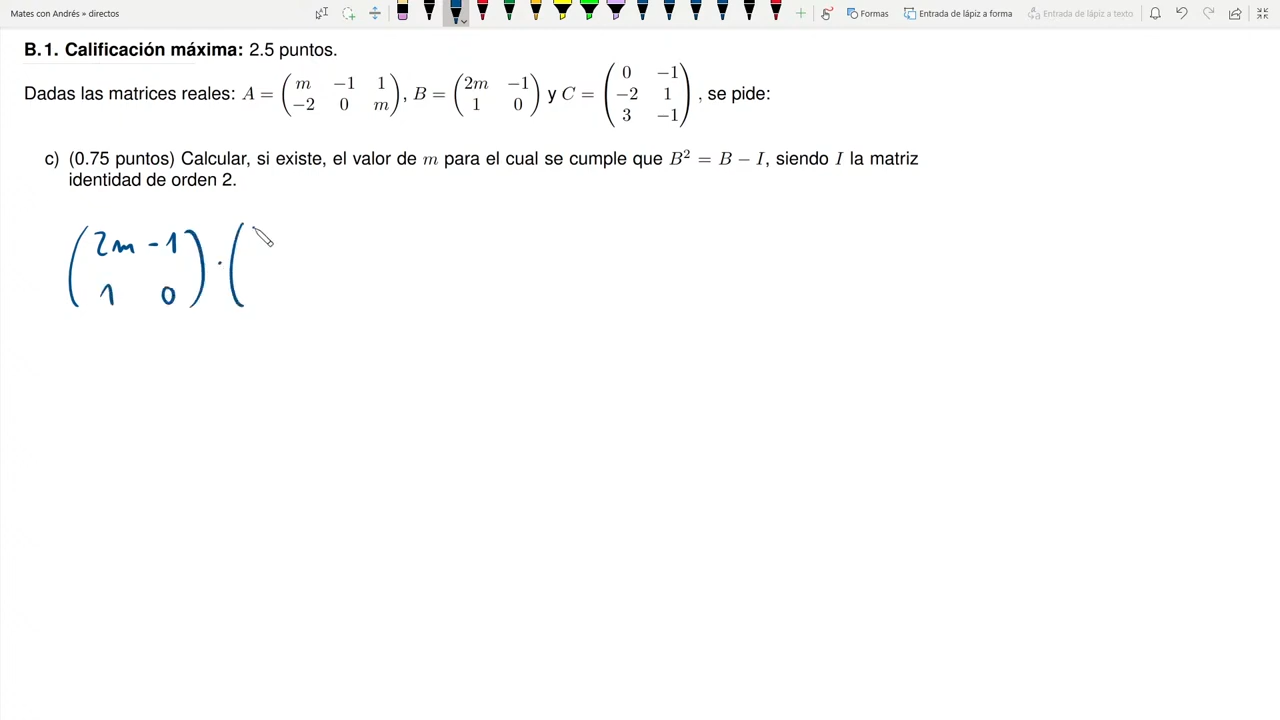 Mates con Andrés » directos
Formas
Entrada de lápiz a forma
Entrada de lápiz a texto
B.1. Calificación máxima: 2.5 puntos.
Dadas las matrices reales: A = (m −1 1 / −2 0 m), B = (2m −1 / 1 0) y C = (0 −1 / −2 1 / 3 −1), se pide:
c) (0.75 puntos) Calcular, si existe, el valor de m para el cual se cumple que B² = B − I, siendo I la matriz
identidad de orden 2.
(2m −1 / 1 0) · (